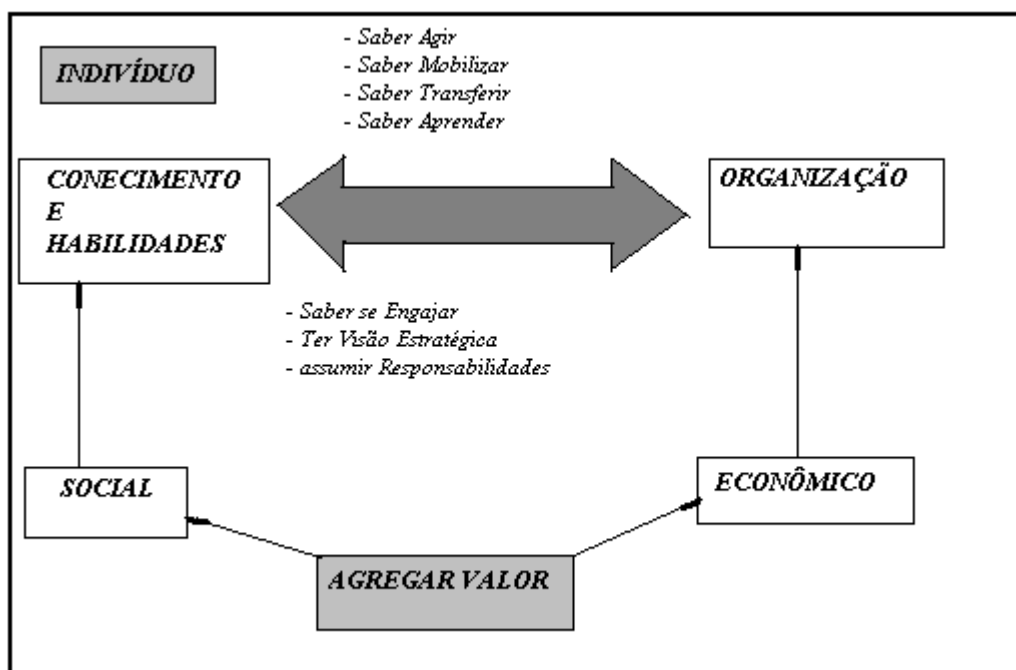 INDIVÍDUO
- Saber Agir
- Saber Mobilizar
- Saber Transferir
- Saber Aprender
CONECIMENTO
E
HABILIDADES
ORGANIZAÇÃO
- Saber se Engajar
- Ter Visão Estratégica
- assumir Responsabilidades
SOCIAL
ECONÔMICO
AGREGAR VALOR